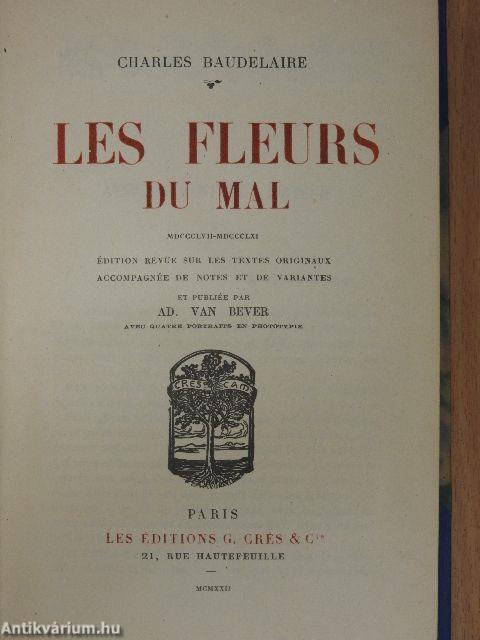 CHARLES BAUDELAIRE
LES FLEURS
DU MAL
MDCCCLVII-MDCCCLXI
ÉDITION REVUE SUR LES TEXTES ORIGINAUX
ACCOMPAGNÉE DE NOTES ET DE VARIANTES
ET PUBLIÉE PAR
AD. VAN BEVER
AVEC QUATRE PORTRAITS EN PHOTOTYPIE
CRES CAM
PARIS
LES ÉDITIONS G. CRÈS & Cie
21, RUE HAUTEFEUILLE
—
MCMXXII
Antikvárium.hu